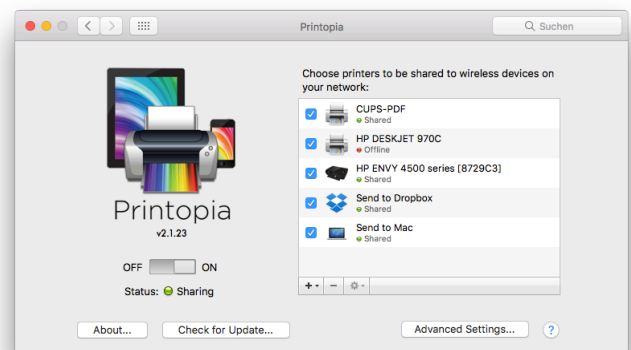 Printopia
Suchen
Choose printers to be shared to wireless devices on
your network:
CUPS-PDF
Shared
HP DESKJET 970C
Offline
HP ENVY 4500 series [8729C3]
Shared
Send to Dropbox
Shared
Send to Mac
Shared
Printopia
v2.1.23
OFF ON
Status: Sharing
About...
Check for Update...
Advanced Settings...
?